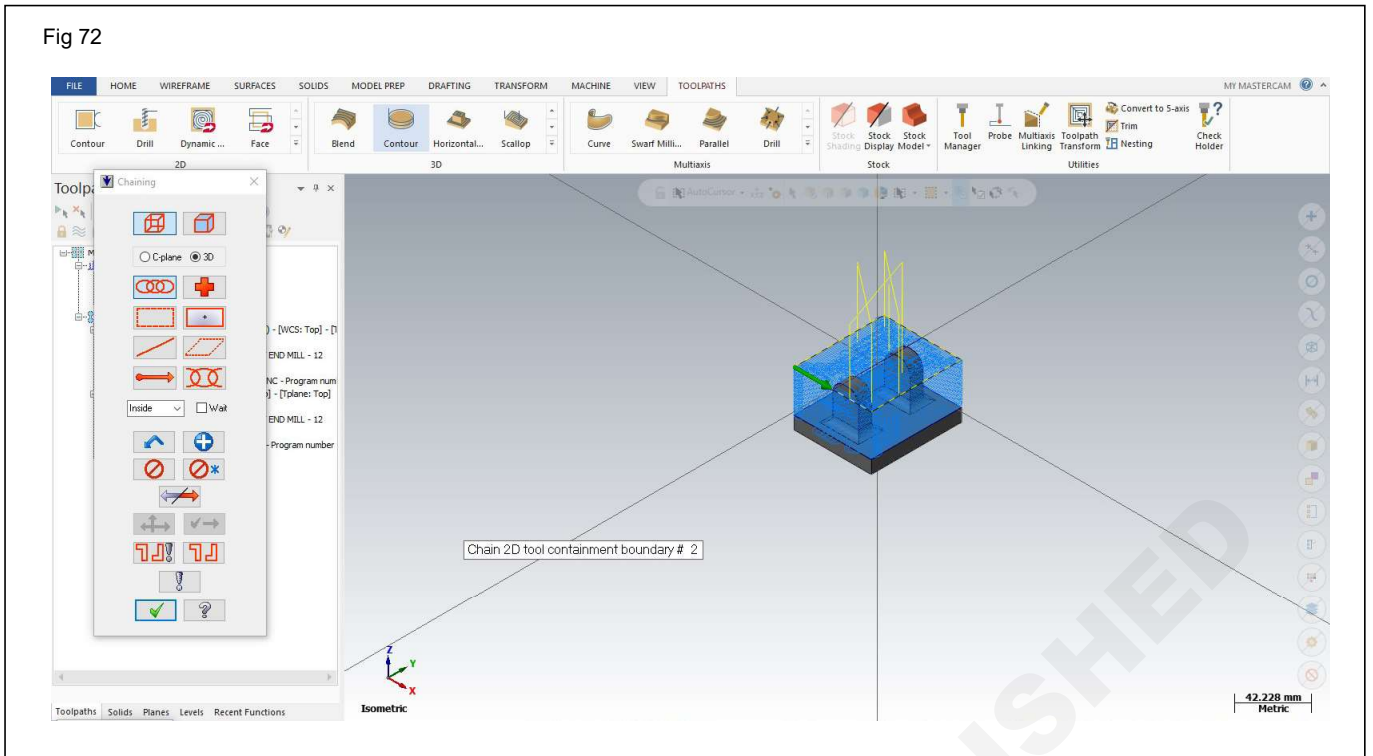 Fig 72
FILE HOME WIREFRAME SURFACES SOLIDS MODEL PREP DRAFTING TRANSFORM MACHINE VIEW TOOLPATHS MY MASTERCAM
Contour Drill Dynamic ... Face Blend Contour Horizontal... Scallop Curve Swarf Milli... Parallel Drill Stock Shading Stock Display Stock Model Tool Manager Probe Multiaxis Linking Toolpath Transform Convert to 5-axis Trim Nesting Check Holder
2D 3D Multiaxis Stock Utilities
Toolpa
Chaining
AutoCursor
C-plane 3D
) - [WCS: Top] - [T
END MILL - 12
NC - Program num
] - [Tplane: Top]
Inside Wait
END MILL - 12
- Program number
Chain 2D tool containment boundary # 2
Z
Y
X
Isometric
42.228 mm
Metric
Toolpaths Solids Planes Levels Recent Functions
SHED